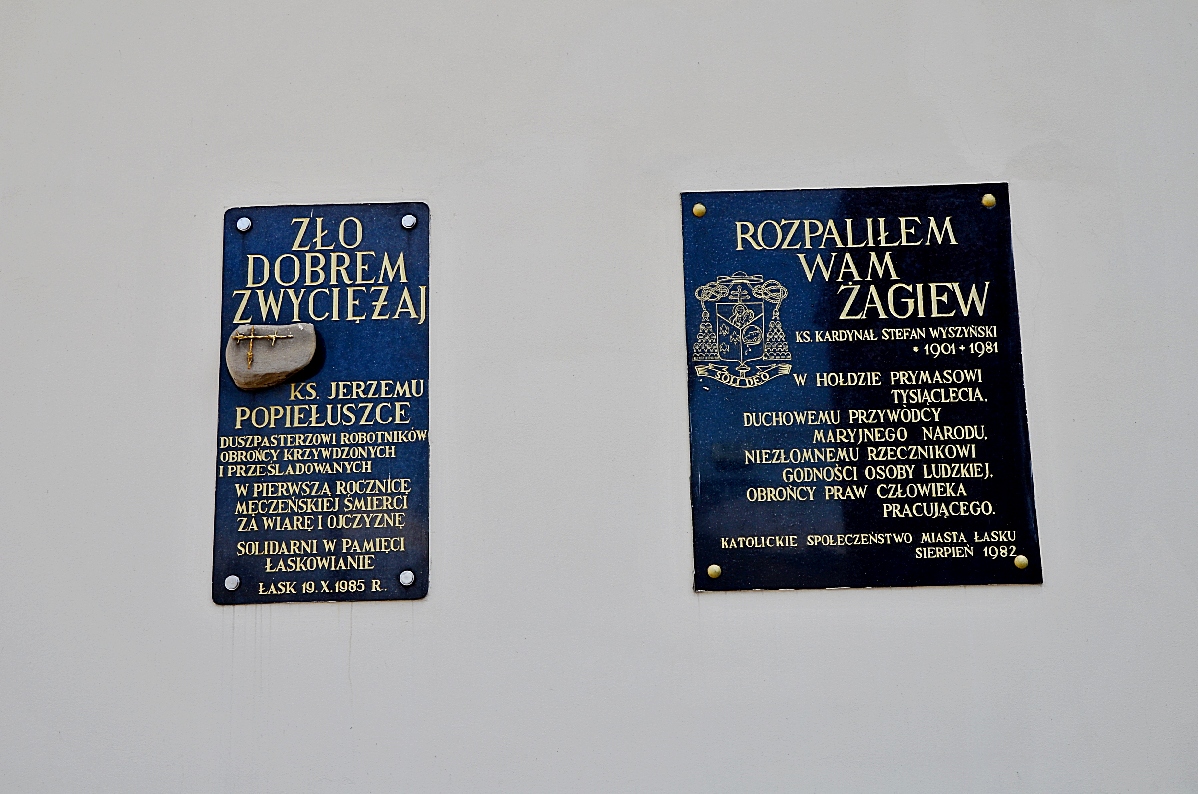 ZŁO
DOBREM
ZWYCIĘŻAJ
KS. JERZEMU
POPIEŁUSZCE
DUSZPASTERZOWI ROBOTNIKÓW
OBROŃCY KRZYWDZONYCH
I PRZEŚLADOWANYCH
W PIERWSZĄ ROCZNICĘ
MĘCZEŃSKIEJ ŚMIERCI
ZA WIARĘ I OJCZYZNĘ
SOLIDARNI W PAMIĘCI
ŁASKOWIANIE
ŁASK 19.X.1985 R.
ROZPALIŁEM
WAM
ŻAGIEW
KS. KARDYNAŁ STEFAN WYSZYŃSKI
* 1901 + 1981
SOLI DEO
W HOŁDZIE PRYMASOWI
TYSIĄCLECIA,
DUCHOWEMU PRZYWÓDCY
MARYJNEGO NARODU,
NIEZŁOMNEMU RZECZNIKOWI
GODNOŚCI OSOBY LUDZKIEJ,
OBROŃCY PRAW CZŁOWIEKA
PRACUJĄCEGO.
KATOLICKIE SPOŁECZEŃSTWO MIASTA ŁASKU
SIERPIEŃ 1982